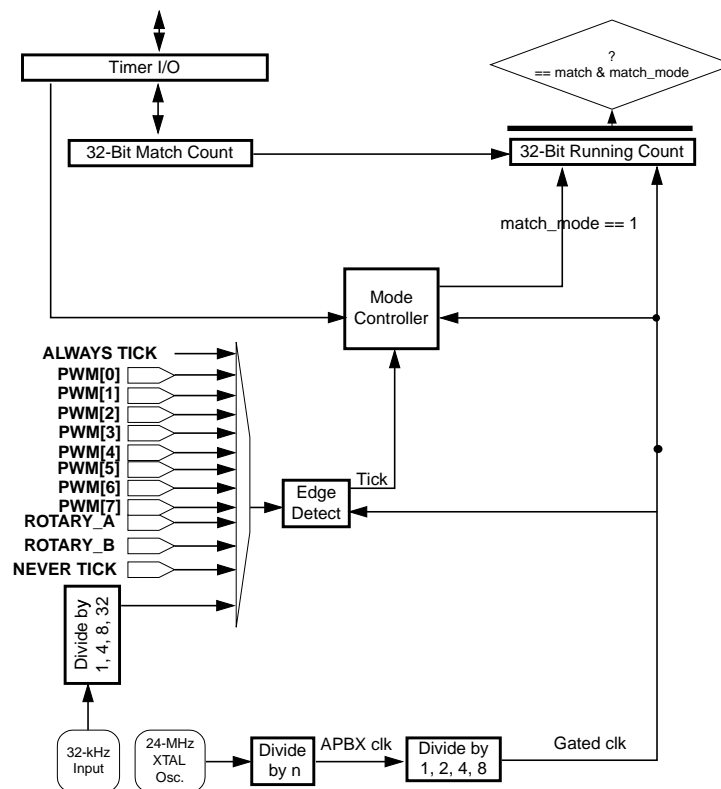 ?
== match & match_mode
Timer I/O
32-Bit Match Count
32-Bit Running Count
match_mode == 1
Mode
Controller
ALWAYS TICK
PWM[0]
PWM[1]
PWM[2]
PWM[3]
PWM[4]
PWM[5]
PWM[6]
PWM[7]
ROTARY_A
ROTARY_B
NEVER TICK
Tick
Edge
Detect
Divide by
1, 4, 8, 32
32-kHz
Input
24-MHz
XTAL
Osc.
Divide
by n
APBX clk
Divide by
1, 2, 4, 8
Gated clk